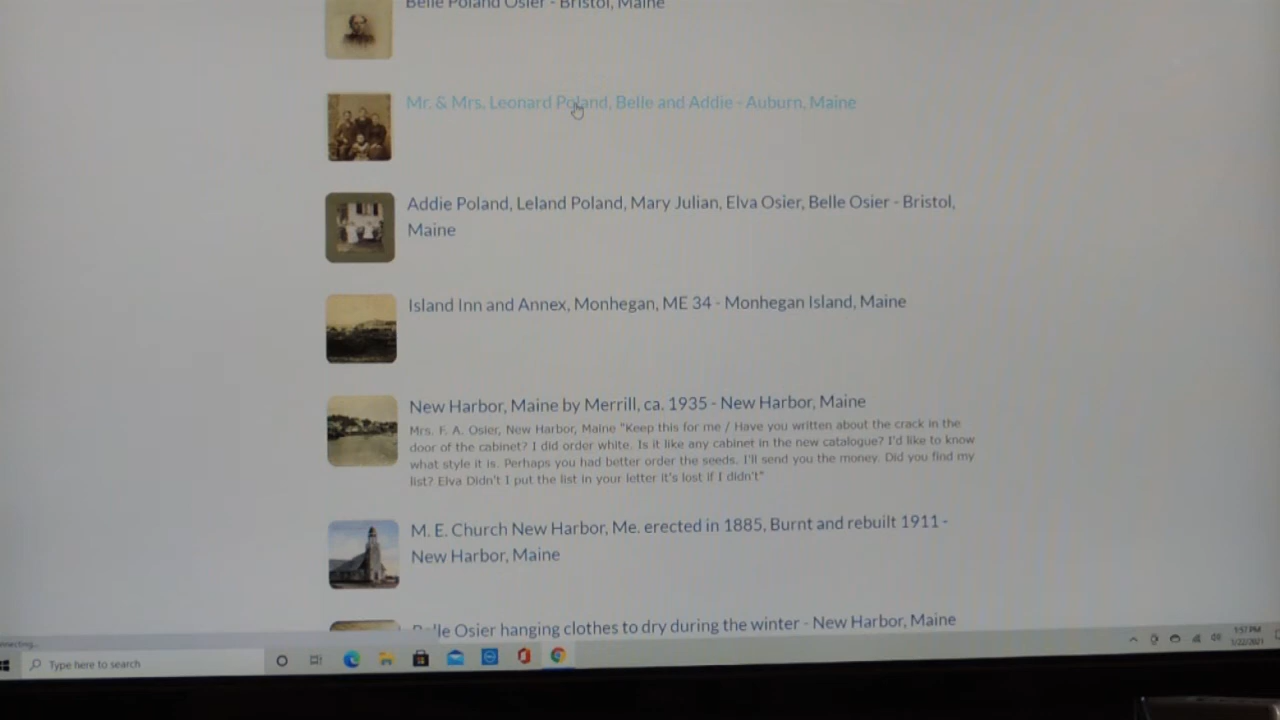 Belle Poland Osier - Bristol, Maine
Mr. & Mrs. Leonard Poland, Belle and Addie - Auburn, Maine
Addie Poland, Leland Poland, Mary Julian, Elva Osier, Belle Osier - Bristol,
Maine
Island Inn and Annex, Monhegan, ME 34 - Monhegan Island, Maine
New Harbor, Maine by Merrill, ca. 1935 - New Harbor, Maine
Mrs. F. A. Osier, New Harbor, Maine "Keep this for me / Have you written about the crack in the
door of the cabinet? I did order white. Is it like any cabinet in the new catalogue? I'd like to know
what style it is. Perhaps you had better order the seeds. I'll send you the money. Did you find my
list? Elva Didn't I put the list in your letter it's lost if I didn't"
M. E. Church New Harbor, Me. erected in 1885, Burnt and rebuilt 1911 -
New Harbor, Maine
Belle Osier hanging clothes to dry during the winter - New Harbor, Maine
Type here to search
1:57 PM
1/22/2021